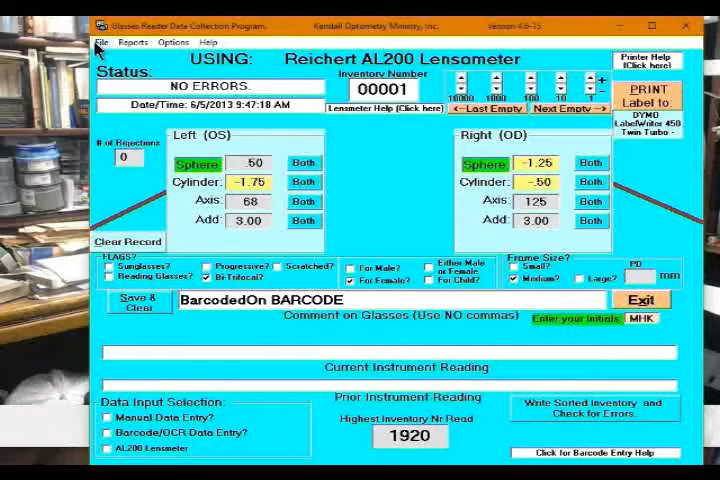 Glasses Reader Data Collection Program,
Kendall Optometry Ministry, Inc.
Version 4.0-15
File Reports Options Help
USING: Reichert AL200 Lensometer
Printer Help
(Click here)
Status:
NO ERRORS.
Inventory Number
00001
10000 1000 100 10 1
+
-
PRINT
Label to:
DYMO
LabelWriter 450
Twin Turbo -
Date/Time: 6/5/2013 9:47:18 AM
Lensmeter Help (Click here)
<--Last Empty
Next Empty -->
# of Rejections
0
Left (OS)
Sphere: .50 Both
Cylinder: -1.75 Both
Axis: 68 Both
Add: 3.00 Both
Right (OD)
Sphere: -1.25 Both
Cylinder: -.50 Both
Axis: 125 Both
Add: 3.00 Both
Clear Record
FLAGS?
Sunglasses?
Progressive?
Scratched?
Reading Glasses?
Bi-Trifocal?
For Male?
Either Male
or Female
For Female?
For Child?
Frame Size?
Small?
Medium?
Large?
PD
mm
Save &
Clear
BarcodedOn BARCODE
Exit
Comment on Glasses (Use NO commas)
Enter your Initials:
MHK
Current Instrument Reading
Prior Instrument Reading
Data Input Selection:
Manual Data Entry?
Barcode/OCR Data Entry?
AL200 Lensmeter
Highest Inventory Nr Read
1920
Write Sorted Inventory and
Check for Errors.
Click for Barcode Entry Help